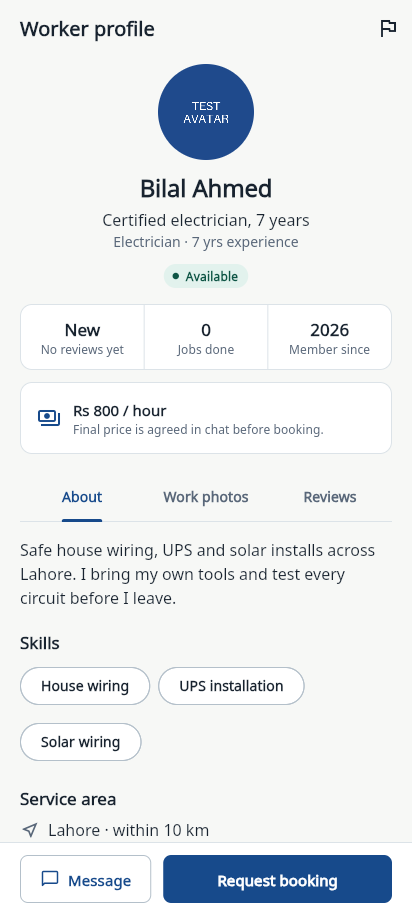 Worker profile
TEST
AVATAR
Bilal Ahmed
Certified electrician, 7 years
Electrician · 7 yrs experience
Available
New
No reviews yet
0
Jobs done
2026
Member since
Rs 800 / hour
Final price is agreed in chat before booking.
About
Work photos
Reviews
Safe house wiring, UPS and solar installs across
Lahore. I bring my own tools and test every
circuit before I leave.
Skills
House wiring
UPS installation
Solar wiring
Service area
Lahore · within 10 km
Message
Request booking